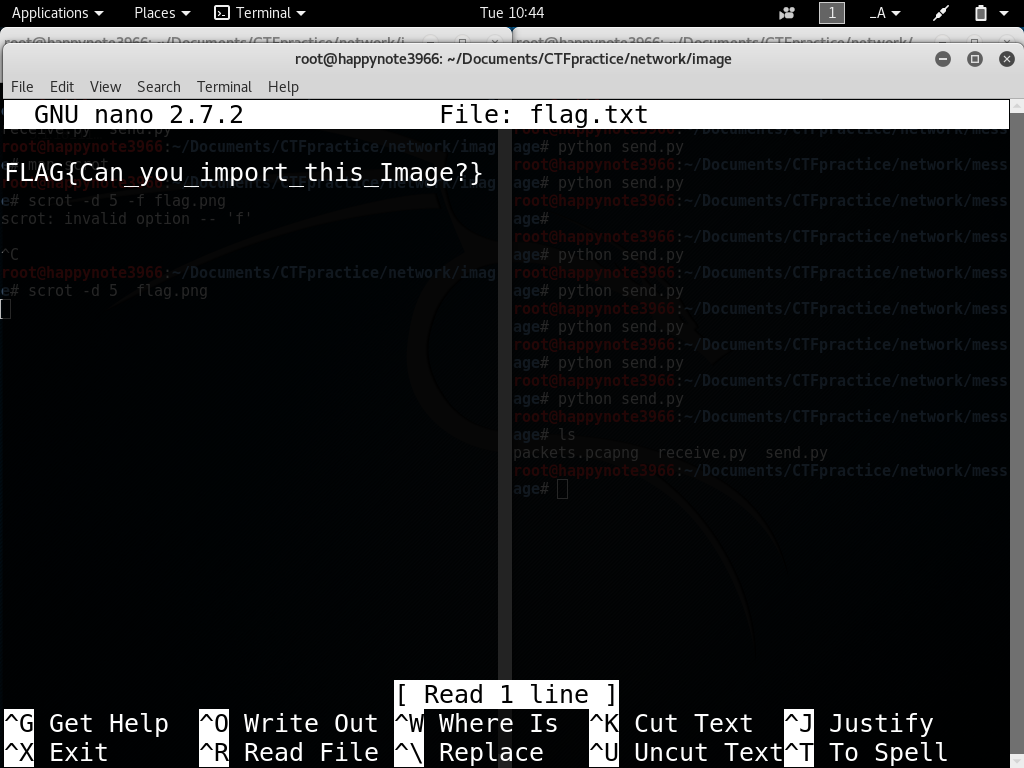 Applications Places Terminal Tue 10:44 1 _A
root@happynote3966: ~/Documents/CTFpractice/network/image
File Edit View Search Terminal Help
GNU nano 2.7.2 File: flag.txt
FLAG{Can_you_import_this_Image?}
receive.py send.py
root@happynote3966:~/Documents/CTFpractice/network/imag
e# man scrot
root@happynote3966:~/Documents/CTFpractice/network/imag
e# scrot -d 5 -f flag.png
scrot: invalid option -- 'f'
^C
root@happynote3966:~/Documents/CTFpractice/network/imag
e# scrot -d 5  flag.png
root@happynote3966:~/Documents/CTFpractice/network/mess
age# python send.py
root@happynote3966:~/Documents/CTFpractice/network/mess
age# python send.py
root@happynote3966:~/Documents/CTFpractice/network/mess
age#
root@happynote3966:~/Documents/CTFpractice/network/mess
age# python send.py
root@happynote3966:~/Documents/CTFpractice/network/mess
age# python send.py
root@happynote3966:~/Documents/CTFpractice/network/mess
age# python send.py
root@happynote3966:~/Documents/CTFpractice/network/mess
age# python send.py
root@happynote3966:~/Documents/CTFpractice/network/mess
age# python send.py
root@happynote3966:~/Documents/CTFpractice/network/mess
age# ls
packets.pcapng  receive.py  send.py
root@happynote3966:~/Documents/CTFpractice/network/mess
age#
[ Read 1 line ]
^G Get Help ^O Write Out ^W Where Is ^K Cut Text ^J Justify
^X Exit ^R Read File ^\ Replace ^U Uncut Text ^T To Spell